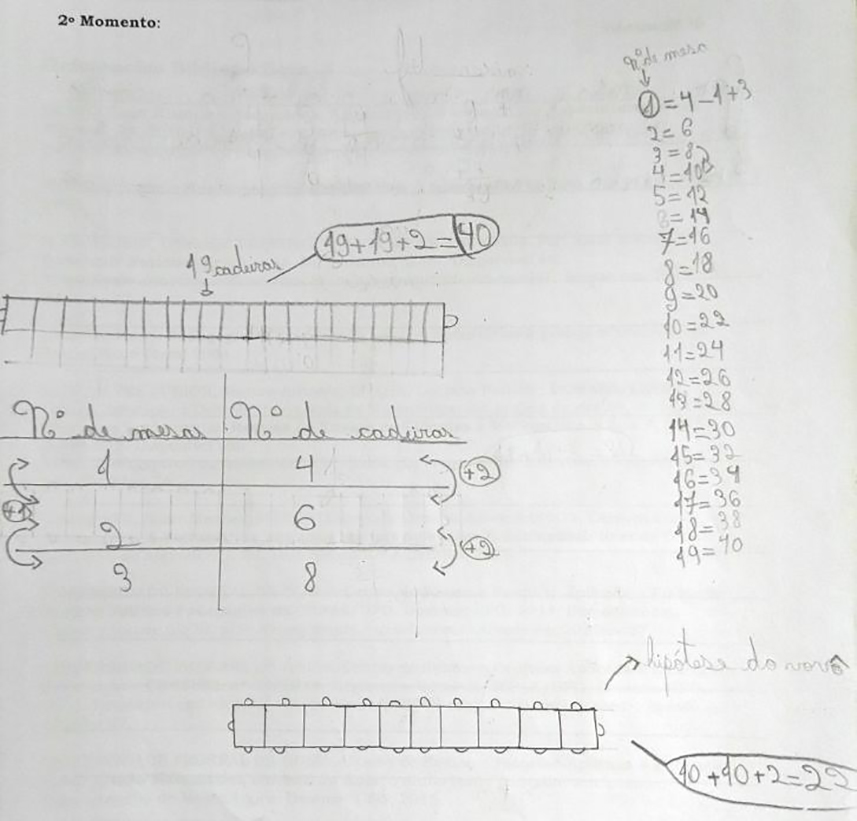 2º Momento:
Nº de mesa
1 = 4 - 1 + 3
2 = 6
3 = 8
4 = 10
5 = 12
= 14
7 = 16
8 = 18
9 = 20
10 = 22
11 = 24
12 = 26
13 = 28
14 = 30
15 = 32
16 = 34
17 = 36
18 = 38
19 = 40
19 + 19 + 2 = 40
19 cadeiras
Nº de mesas Nº de cadeiras
1 4
+2
+1
2 6
+2
3 8
hipótese do vovô
10 + 10 + 2 = 22